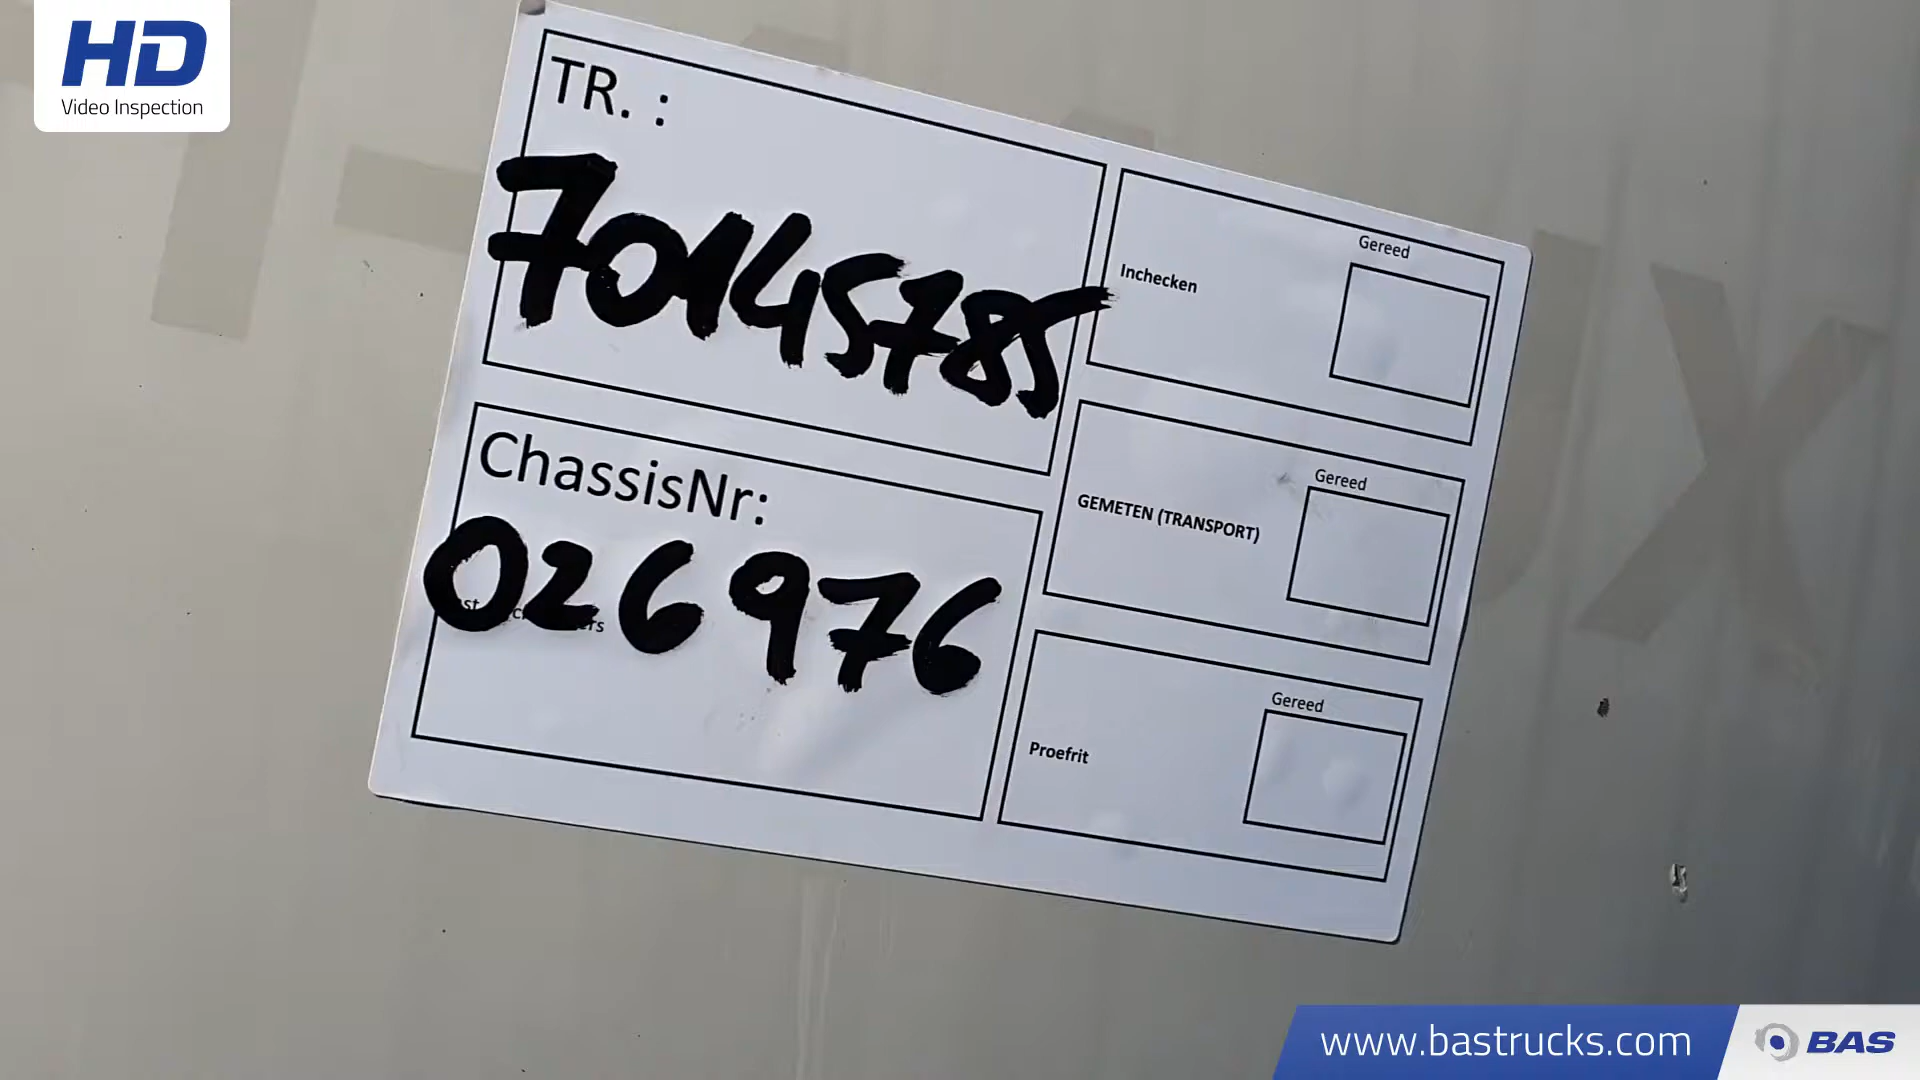 HD
Video Inspection
TR. :
70145785
ChassisNr:
026976
Inchecken
Gereed
GEMETEN (TRANSPORT)
Gereed
Proefrit
Gereed
www.bastrucks.com
BAS